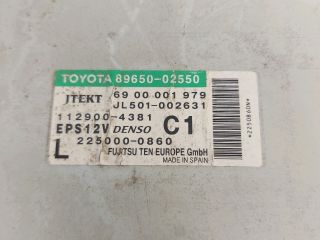 TOYOTA 89650-02550
JTEKT 69 00 001 979
JL501-002631
112900-4381
EPS12V DENSO C1
L 225000-0860
FUJITSU TEN EUROPE GmbH
MADE IN SPAIN
*2250860N*